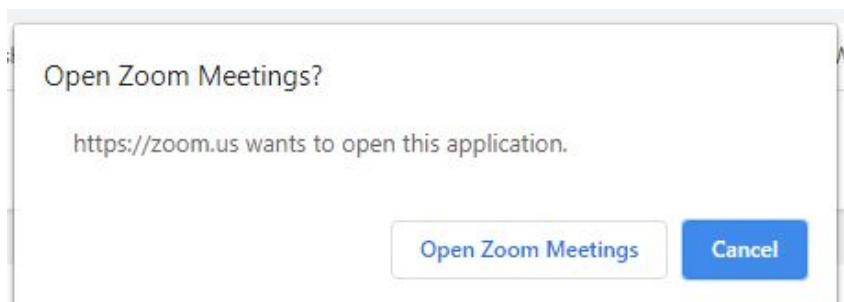 Open Zoom Meetings?
https://zoom.us wants to open this application.
Open Zoom Meetings
Cancel